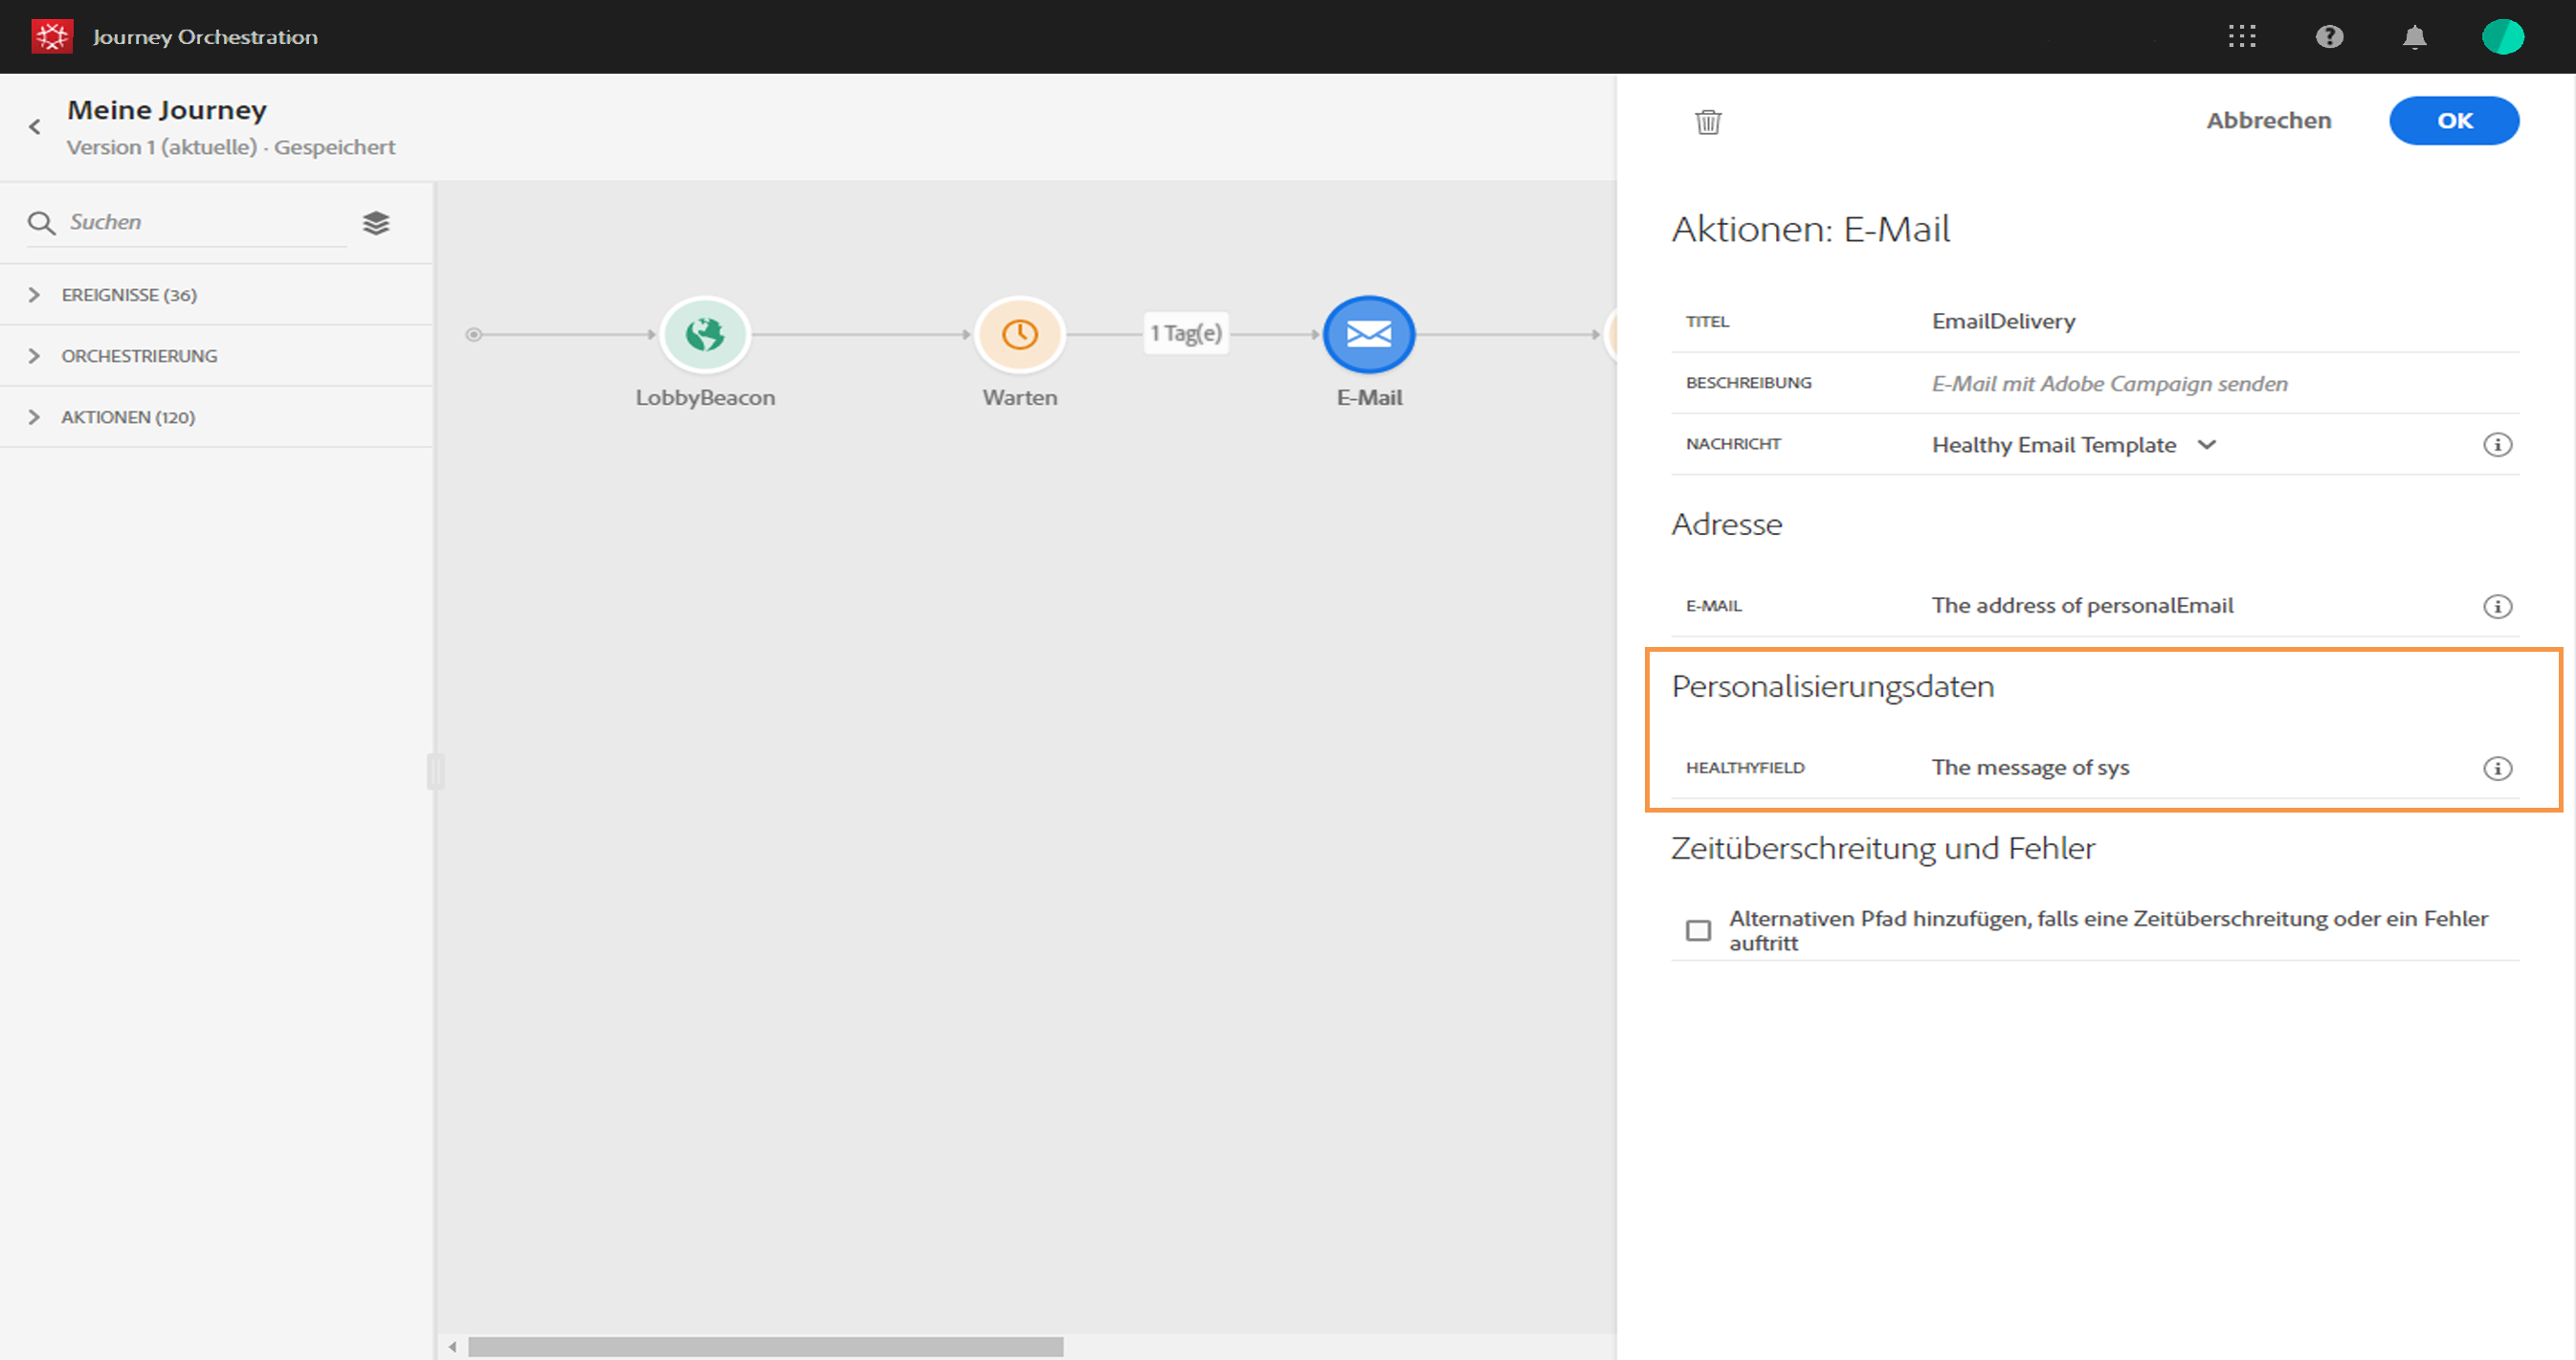 Journey Orchestration
Meine Journey
Version 1 (aktuelle) · Gespeichert
Abbrechen
OK
Suchen
EREIGNISSE (36)
ORCHESTRIERUNG
AKTIONEN (120)
1 Tag(e)
LobbyBeacon
Warten
E-Mail
Aktionen: E-Mail
TITEL EmailDelivery
BESCHREIBUNG E-Mail mit Adobe Campaign senden
NACHRICHT Healthy Email Template
Adresse
E-MAIL The address of personalEmail
Personalisierungsdaten
HEALTHYFIELD The message of sys
Zeitüberschreitung und Fehler
Alternativen Pfad hinzufügen, falls eine Zeitüberschreitung oder ein Fehler
auftritt